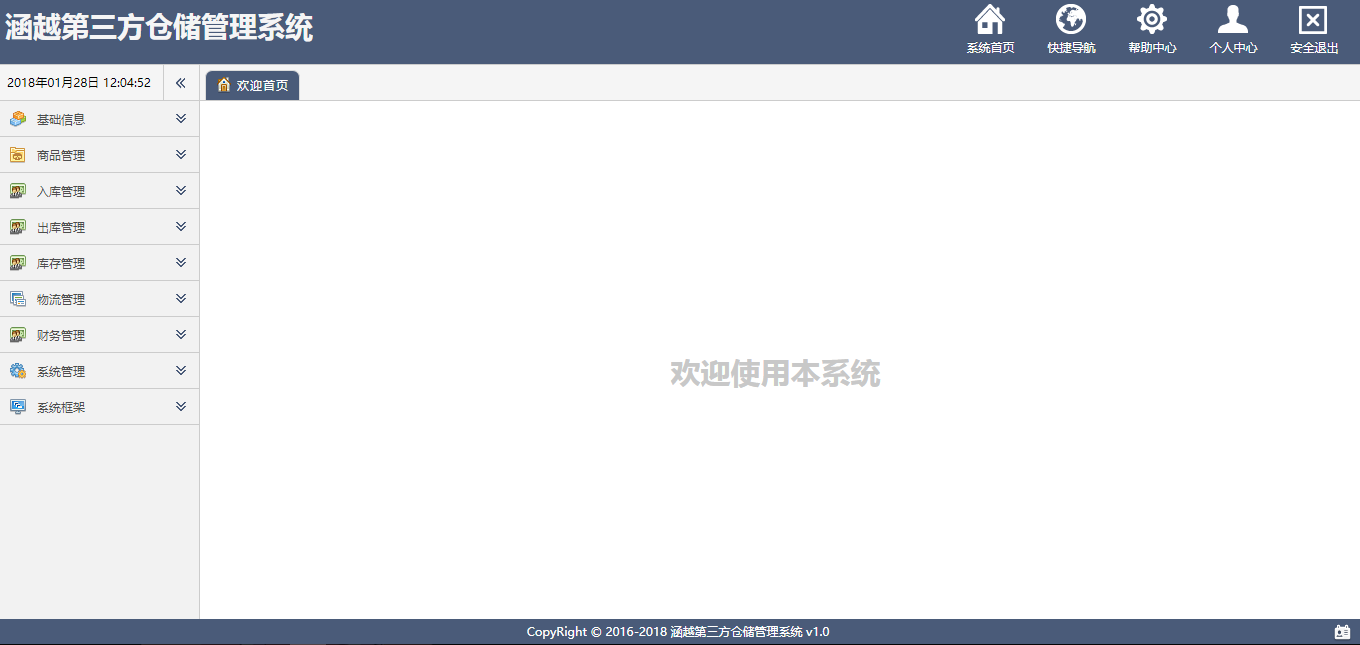 涵越第三方仓储管理系统
系统首页 快捷导航 帮助中心 个人中心 安全退出
2018年01月28日 12:04:52
欢迎首页
基础信息
商品管理
入库管理
出库管理
库存管理
物流管理
财务管理
系统管理
系统框架
欢迎使用本系统
CopyRight © 2016-2018 涵越第三方仓储管理系统 v1.0